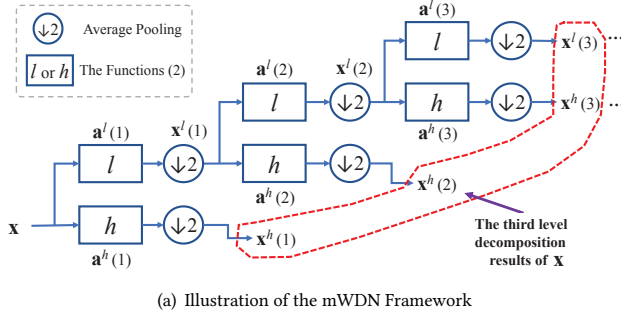 ↓2 Average Pooling
l or h The Functions (2)
a^l(3)
l ↓2 x^l(3) ...
a^l(2) x^l(2)
l ↓2 h ↓2 x^h(3) ...
a^h(3)
a^l(1) x^l(1)
l ↓2 h ↓2 x^h(2)
a^h(2)
x
h ↓2 x^h(1)
a^h(1)
The third level
decomposition
results of x
(a) Illustration of the mWDN Framework